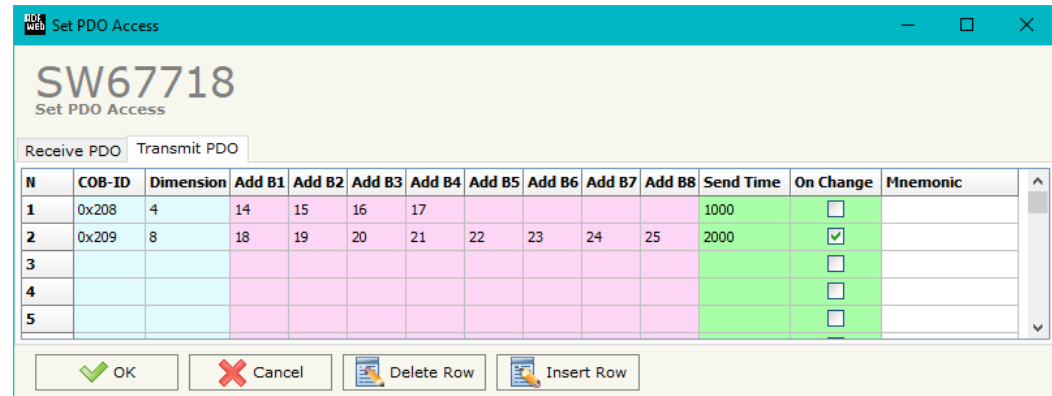 ADF WEB Set PDO Access
SW67718
Set PDO Access
Receive PDO Transmit PDO
N COB-ID Dimension Add B1 Add B2 Add B3 Add B4 Add B5 Add B6 Add B7 Add B8 Send Time On Change Mnemonic
1 0x208 4 14 15 16 17 1000
2 0x209 8 18 19 20 21 22 23 24 25 2000
3
4
5
OK Cancel Delete Row Insert Row